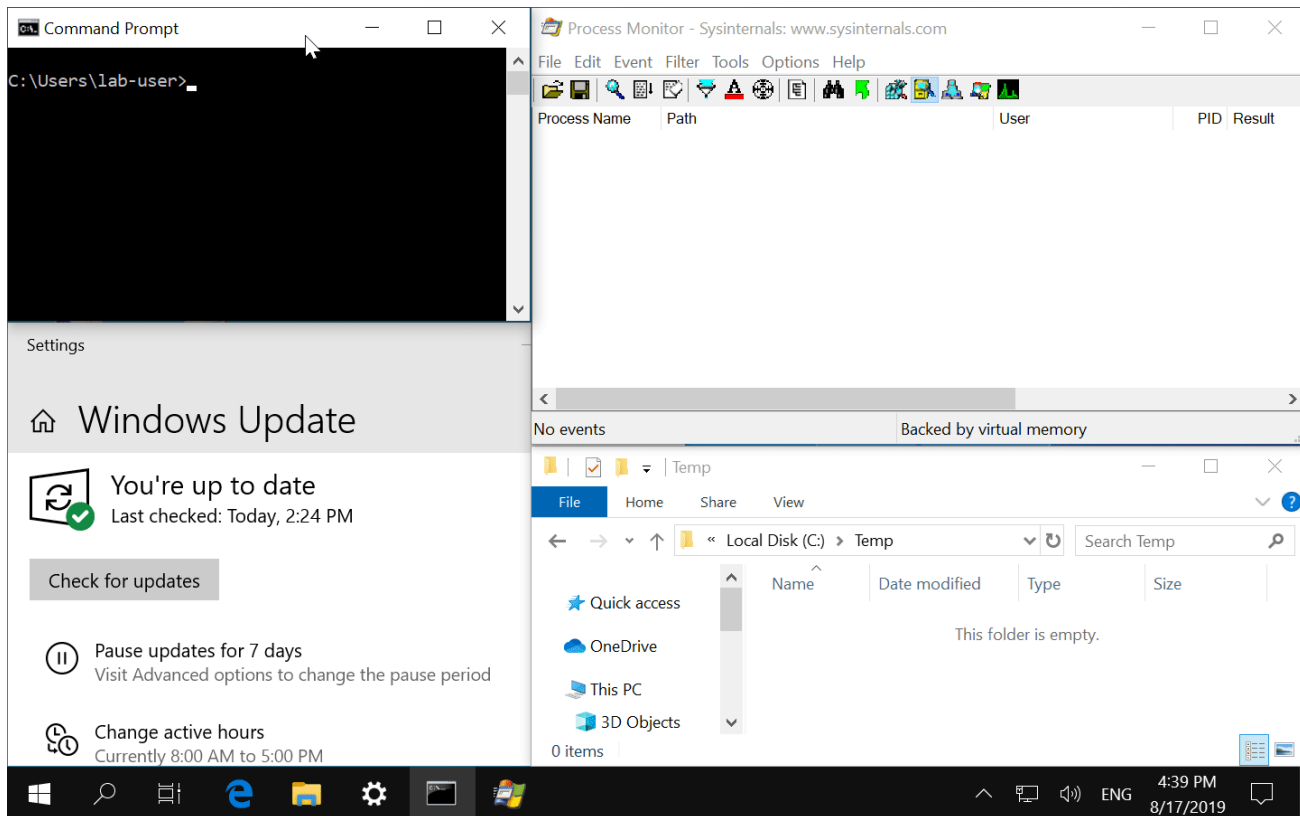 Command Prompt
C:\Users\lab-user>
Process Monitor - Sysinternals: www.sysinternals.com
File Edit Event Filter Tools Options Help
Process Name Path User PID Result
No events Backed by virtual memory
Settings
Windows Update
You're up to date
Last checked: Today, 2:24 PM
Check for updates
Pause updates for 7 days
Visit Advanced options to change the pause period
Change active hours
Currently 8:00 AM to 5:00 PM
Temp
File Home Share View
« Local Disk (C:) > Temp Search Temp
Name Date modified Type Size
Quick access
This folder is empty.
OneDrive
This PC
3D Objects
0 items
ENG
4:39 PM
8/17/2019